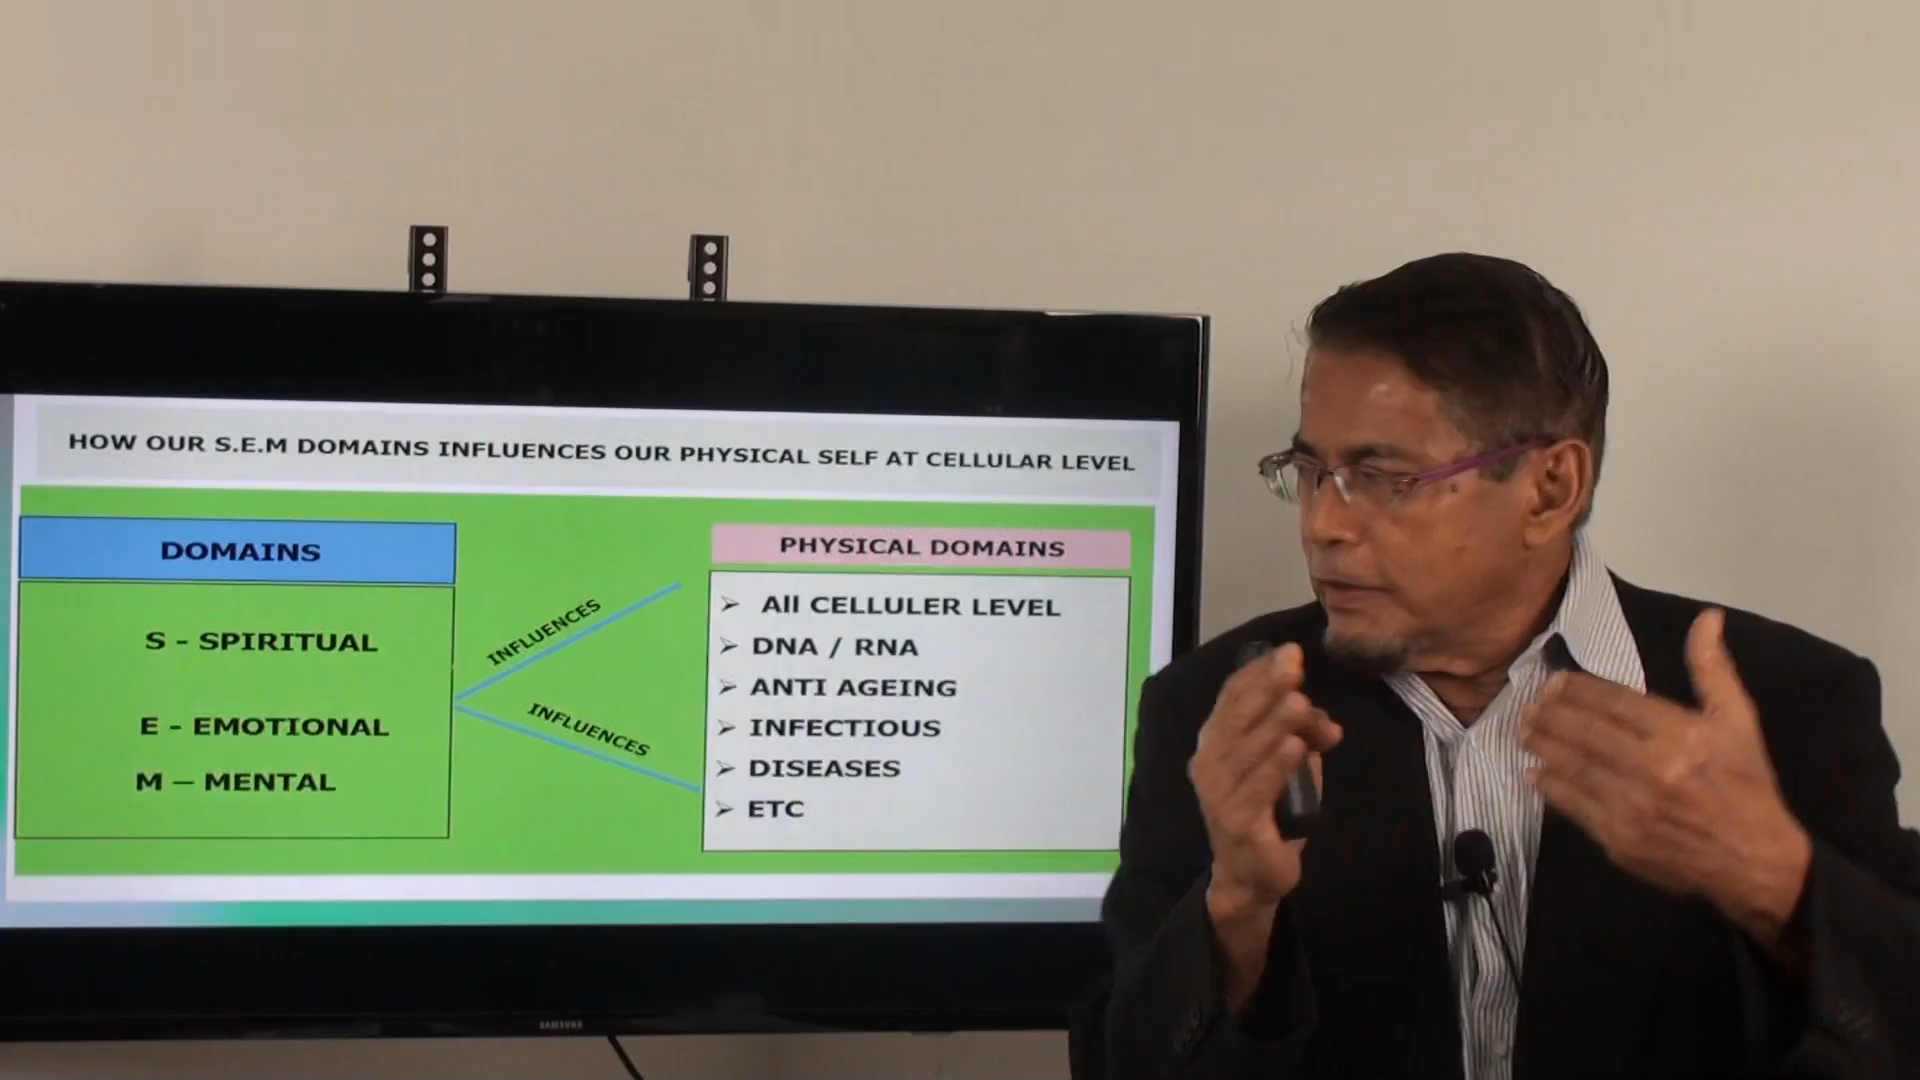 HOW OUR S.E.M DOMAINS INFLUENCES OUR PHYSICAL SELF AT CELLULAR LEVEL
DOMAINS
S - SPIRITUAL
E - EMOTIONAL
M – MENTAL
INFLUENCES
INFLUENCES
PHYSICAL DOMAINS
All CELLULER LEVEL
DNA / RNA
ANTI AGEING
INFECTIOUS
DISEASES
ETC
SAMSUNG